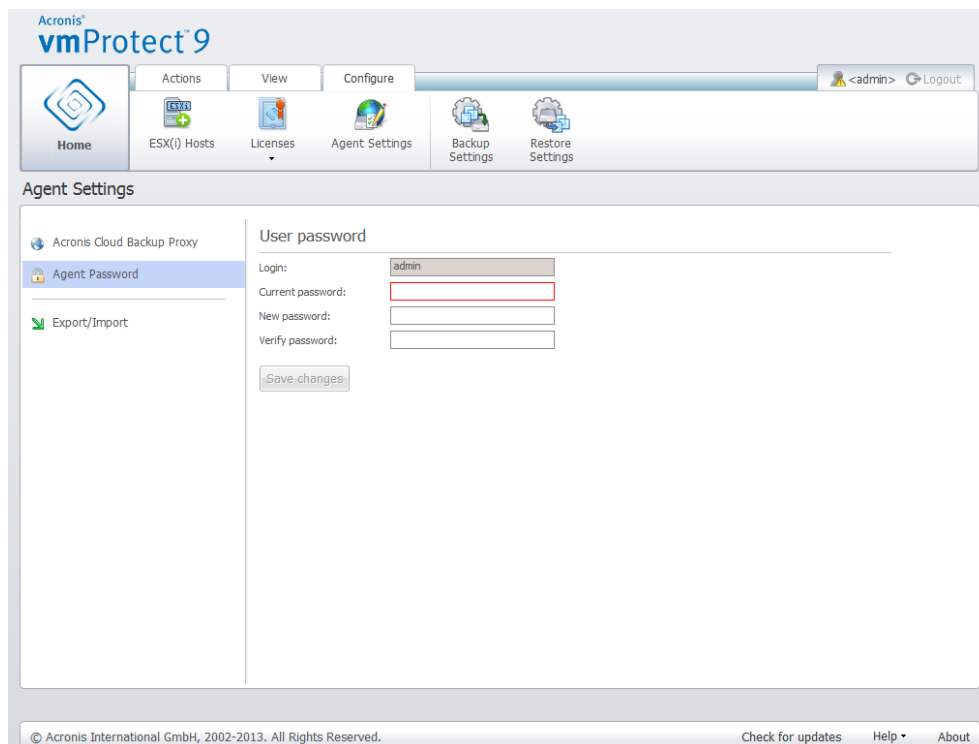 Acronis®
vmProtect™ 9
Actions View Configure
<admin> Logout
Home
ESX(i) Hosts
Licenses
Agent Settings
Backup
Settings
Restore
Settings
Agent Settings
Acronis Cloud Backup Proxy
Agent Password
Export/Import
User password
Login: admin
Current password:
New password:
Verify password:
Save changes
© Acronis International GmbH, 2002-2013. All Rights Reserved.
Check for updates Help About